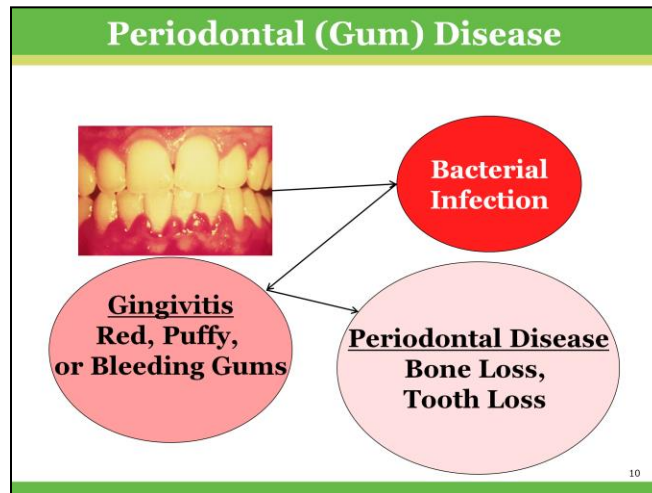 Periodontal (Gum) Disease
Bacterial
Infection
Gingivitis
Red, Puffy,
or Bleeding Gums
Periodontal Disease
Bone Loss,
Tooth Loss
10